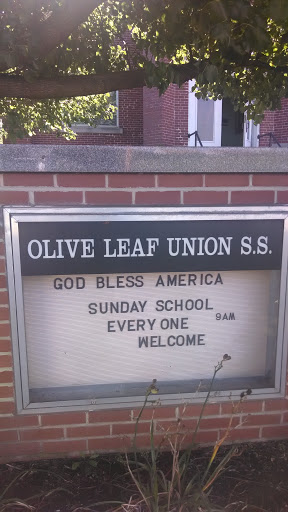 OLIVE LEAF UNION S.S.
GOD BLESS AMERICA
SUNDAY SCHOOL
EVERY ONE 9AM
WELCOME